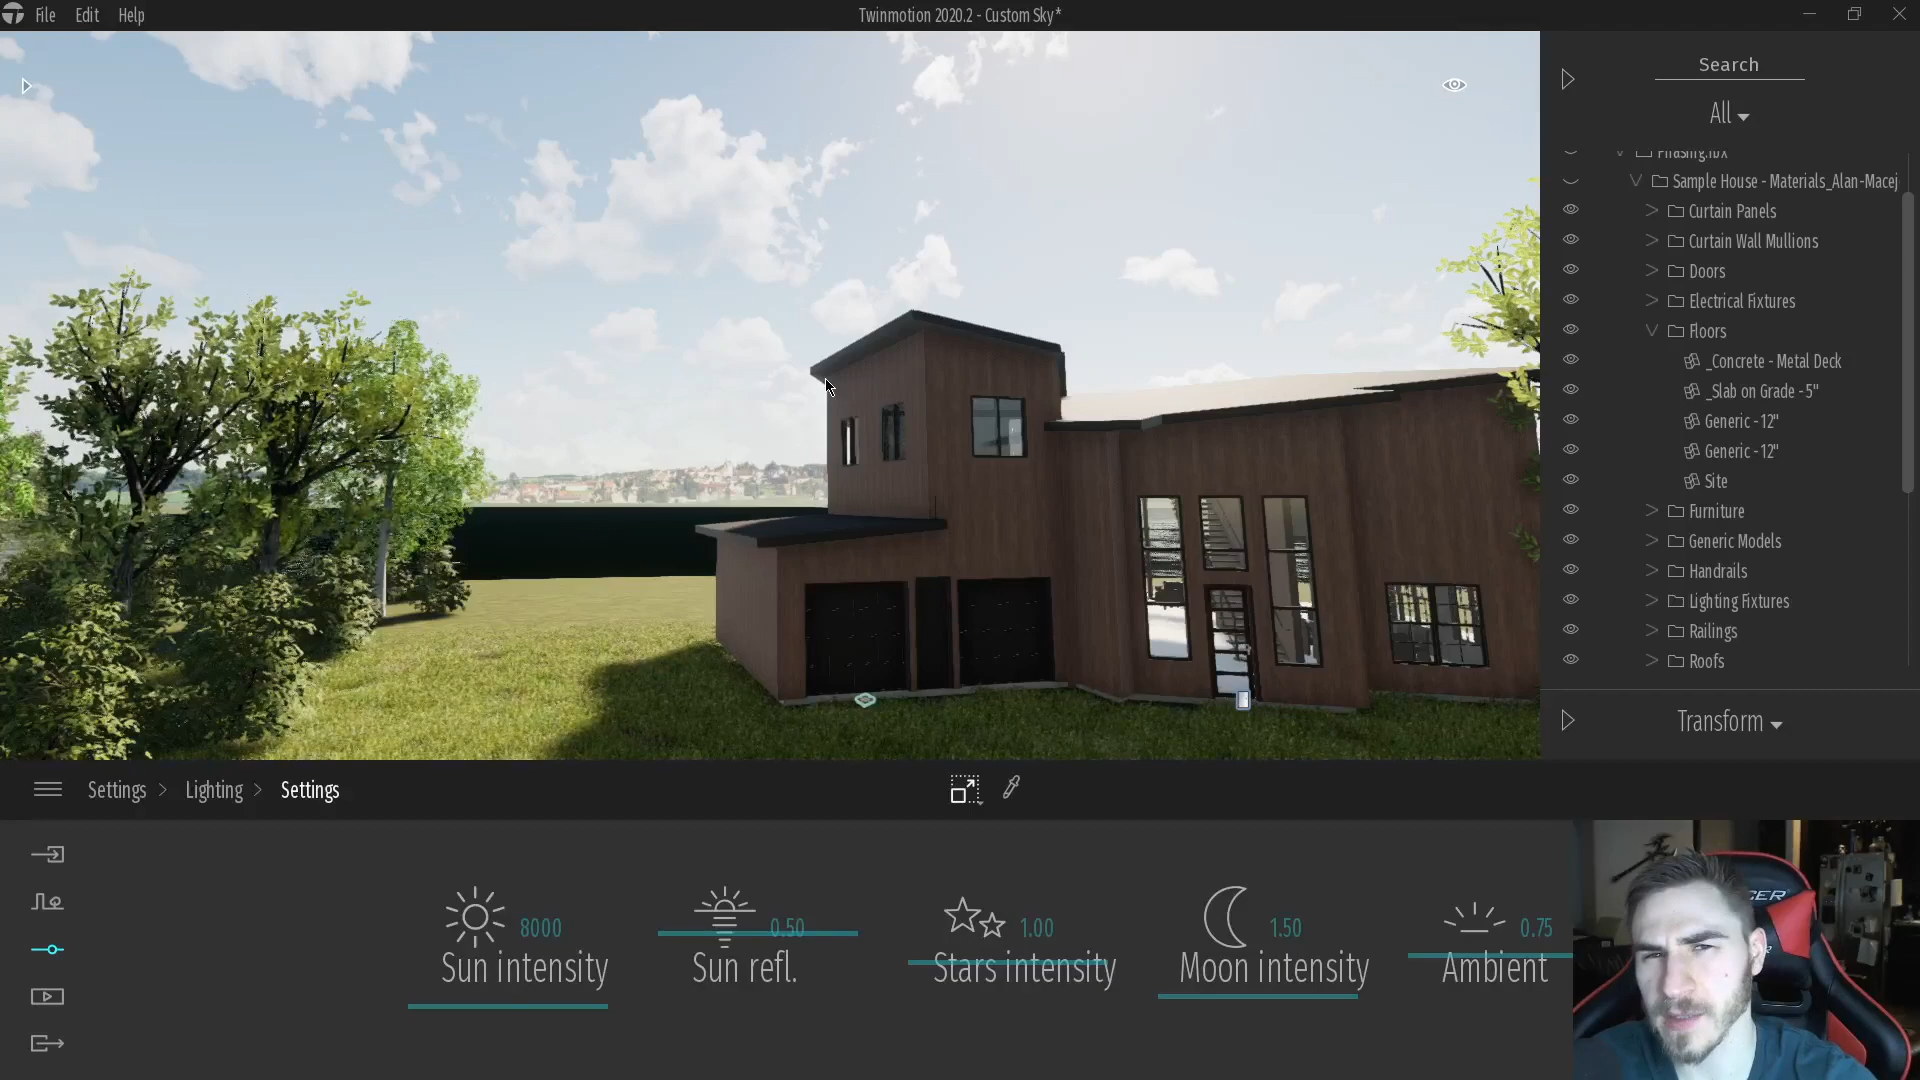 File Edit Help
Twinmotion 2020.2 - Custom Sky*
Search
All
Phasing.fbx
Sample House - Materials_Alan-Macej
Curtain Panels
Curtain Wall Mullions
Doors
Electrical Fixtures
Floors
_Concrete - Metal Deck
_Slab on Grade - 5"
Generic - 12"
Generic - 12"
Site
Furniture
Generic Models
Handrails
Lighting Fixtures
Railings
Roofs
Transform
Settings > Lighting > Settings
8000
Sun intensity
0.50
Sun refl.
1.00
Stars intensity
1.50
Moon intensity
0.75
Ambient